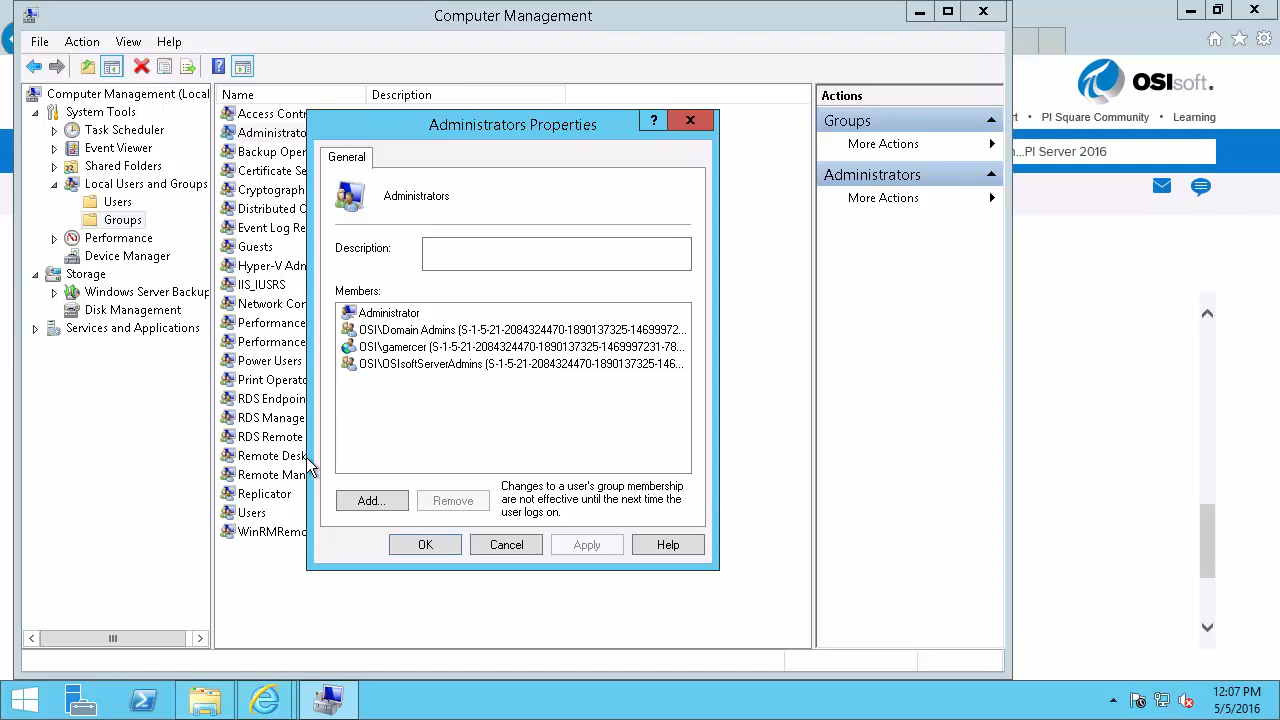 Computer Management
File Action View Help
Computer Management (Local
System Tools
Task Scheduler
Event Viewer
Shared Folders
Local Users and Groups
Users
Groups
Performance
Device Manager
Storage
Windows Server Backup
Disk Management
Services and Applications
Name Description
Access Contr
Administrato
Backup Oper
Certificate Se
Cryptograph
Distributed C
Event Log Re
Guests
Hyper-V Adn
IIS_IUSRS
Network Con
Performance
Performance
Power Users
Print Operato
RDS Endpoin
RDS Manage
RDS Remote
Remote Desk
Remote Man
Replicator
Users
WinRMRemo
Administrators Properties
?
General
Administrators
Description:
Members:
Administrator
OSI\Domain Admins (S-1-5-21-2084324470-1890137325-14699972...
OSI\gamercer (S-1-5-21-2084324470-1890137325-1469997231-78...
OSI\OSIsoftServerAdmins (S-1-5-21-2084324470-1890137325-146...
Add... Remove
Changes to a user's group membership
are not effective until the next time the
user logs on.
OK Cancel Apply Help
Actions
Groups
More Actions
Administrators
More Actions
OSIsoft.
rt • PI Square Community • Learning
n...PI Server 2016
12:07 PM
5/5/2016